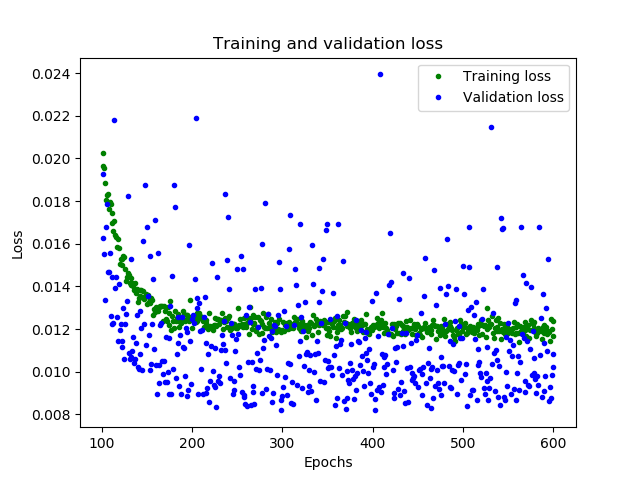 Training and validation loss
Training loss
Validation loss
Loss
0.024
0.022
0.020
0.018
0.016
0.014
0.012
0.010
0.008
100 200 300 400 500 600
Epochs